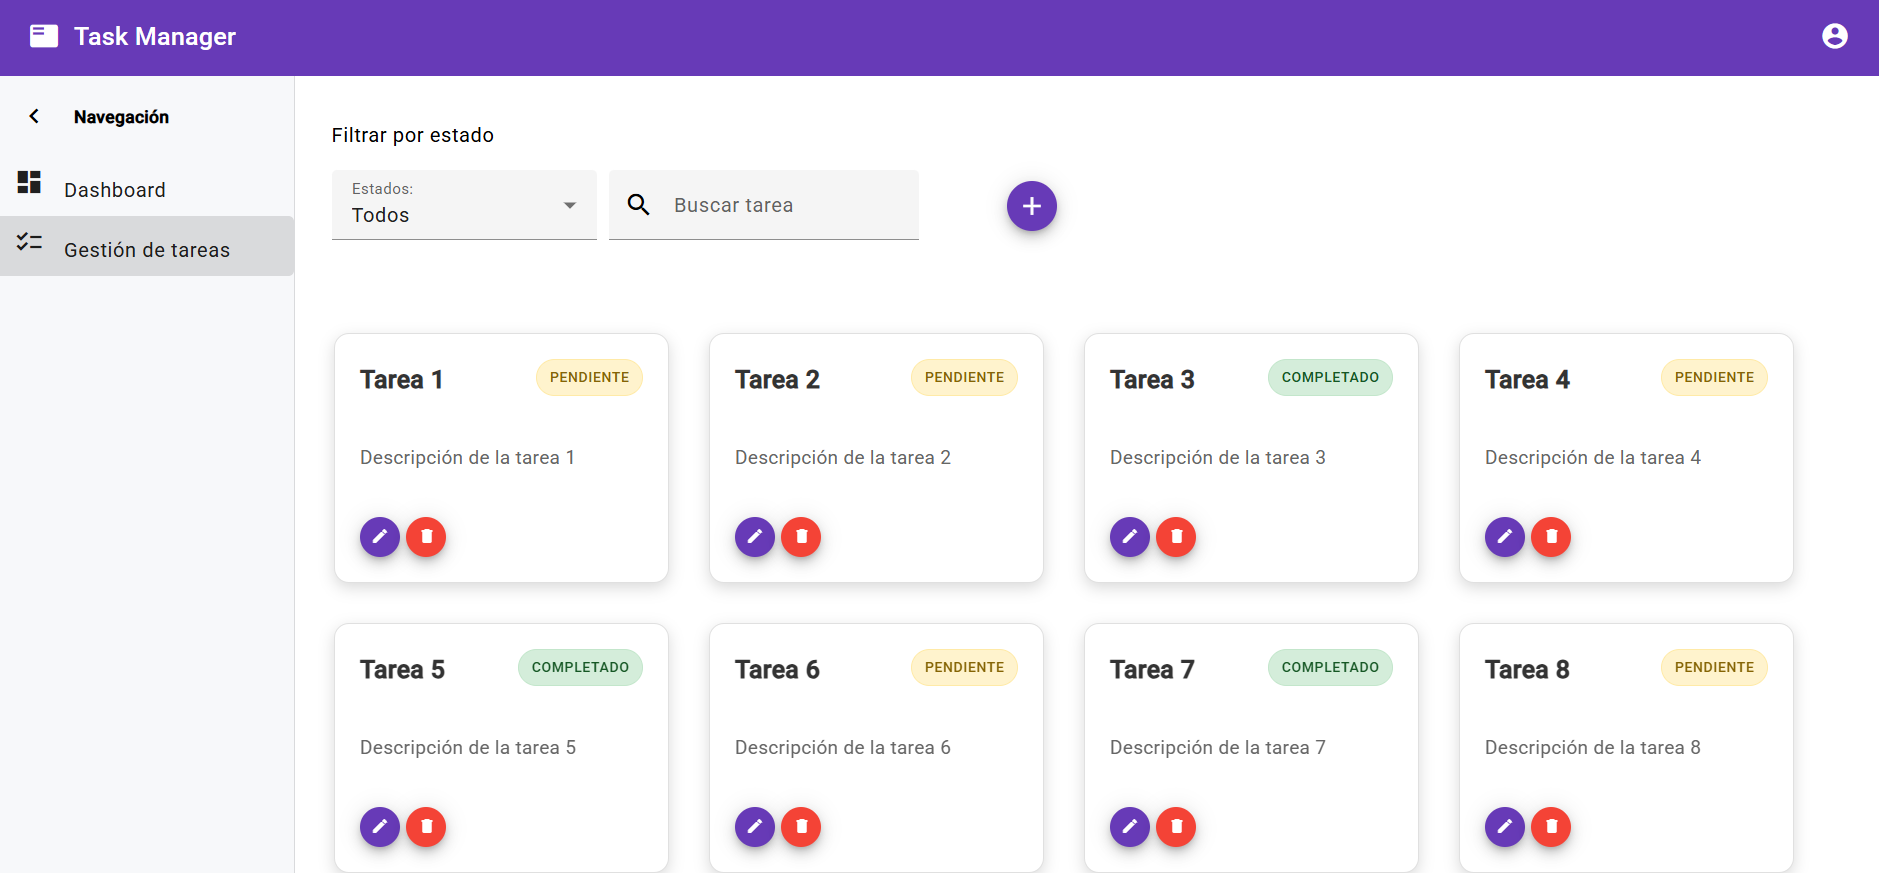 Task Manager
Navegación
Dashboard
Gestión de tareas
Filtrar por estado
Estados:
Todos
Buscar tarea
Tarea 1
PENDIENTE
Descripción de la tarea 1
Tarea 2
PENDIENTE
Descripción de la tarea 2
Tarea 3
COMPLETADO
Descripción de la tarea 3
Tarea 4
PENDIENTE
Descripción de la tarea 4
Tarea 5
COMPLETADO
Descripción de la tarea 5
Tarea 6
PENDIENTE
Descripción de la tarea 6
Tarea 7
COMPLETADO
Descripción de la tarea 7
Tarea 8
PENDIENTE
Descripción de la tarea 8